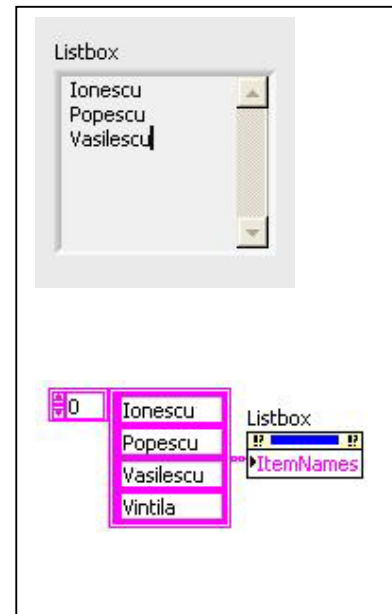 Listbox
Ionescu
Popescu
Vasilescu
0
Ionescu
Popescu
Vasilescu
Vintila
Listbox
!? !?
ItemNames